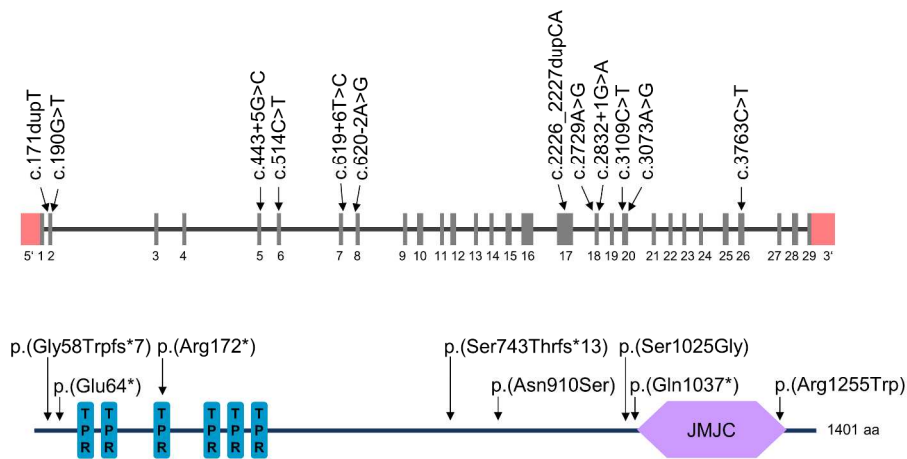 c.171dupT
c.190G>T
c.443+5G>C
c.514C>T
c.619+6T>C
c.620-2A>G
c.2226_2227dupCA
c.2729A>G
c.2832+1G>A
c.3109C>T
c.3073A>G
c.3763C>T
5' 1 2 3 4 5 6 7 8 9 10 11 12 13 14 15 16 17 18 19 20 21 22 23 24 25 26 27 28 29 3'
p.(Gly58Trpfs*7) p.(Arg172*) p.(Ser743Thrfs*13) p.(Ser1025Gly)
p.(Glu64*) p.(Asn910Ser) p.(Gln1037*) p.(Arg1255Trp)
TPR TPR TPR TPR TPR TPR JMJC 1401 aa